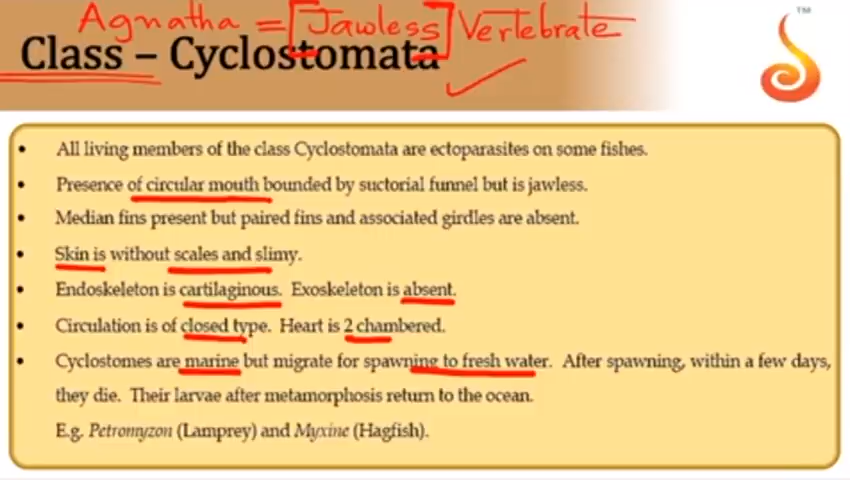 Agnatha = [Jawless] Vertebrate
TM
Class – Cyclostomata
• All living members of the class Cyclostomata are ectoparasites on some fishes.
• Presence of circular mouth bounded by suctorial funnel but is jawless.
• Median fins present but paired fins and associated girdles are absent.
• Skin is without scales and slimy.
• Endoskeleton is cartilaginous. Exoskeleton is absent.
• Circulation is of closed type. Heart is 2 chambered.
• Cyclostomes are marine but migrate for spawning to fresh water. After spawning, within a few days,
they die. Their larvae after metamorphosis return to the ocean.
E.g. Petromyzon (Lamprey) and Myxine (Hagfish).